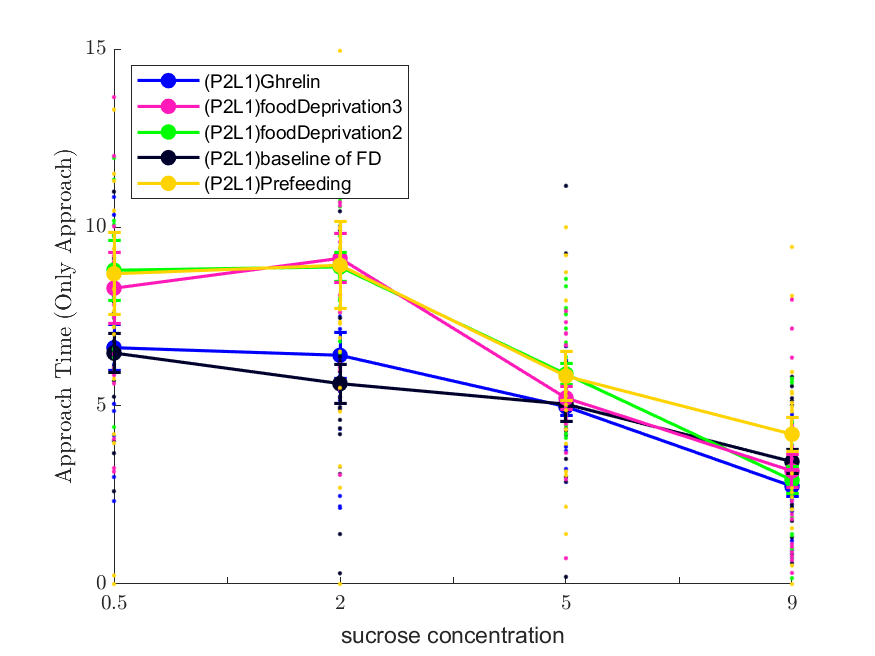 15
(P2L1)Ghrelin
(P2L1)foodDeprivation3
(P2L1)foodDeprivation2
(P2L1)baseline of FD
(P2L1)Prefeeding
10
5
0
Approach Time (Only Approach)
0.5 2 5 9
sucrose concentration